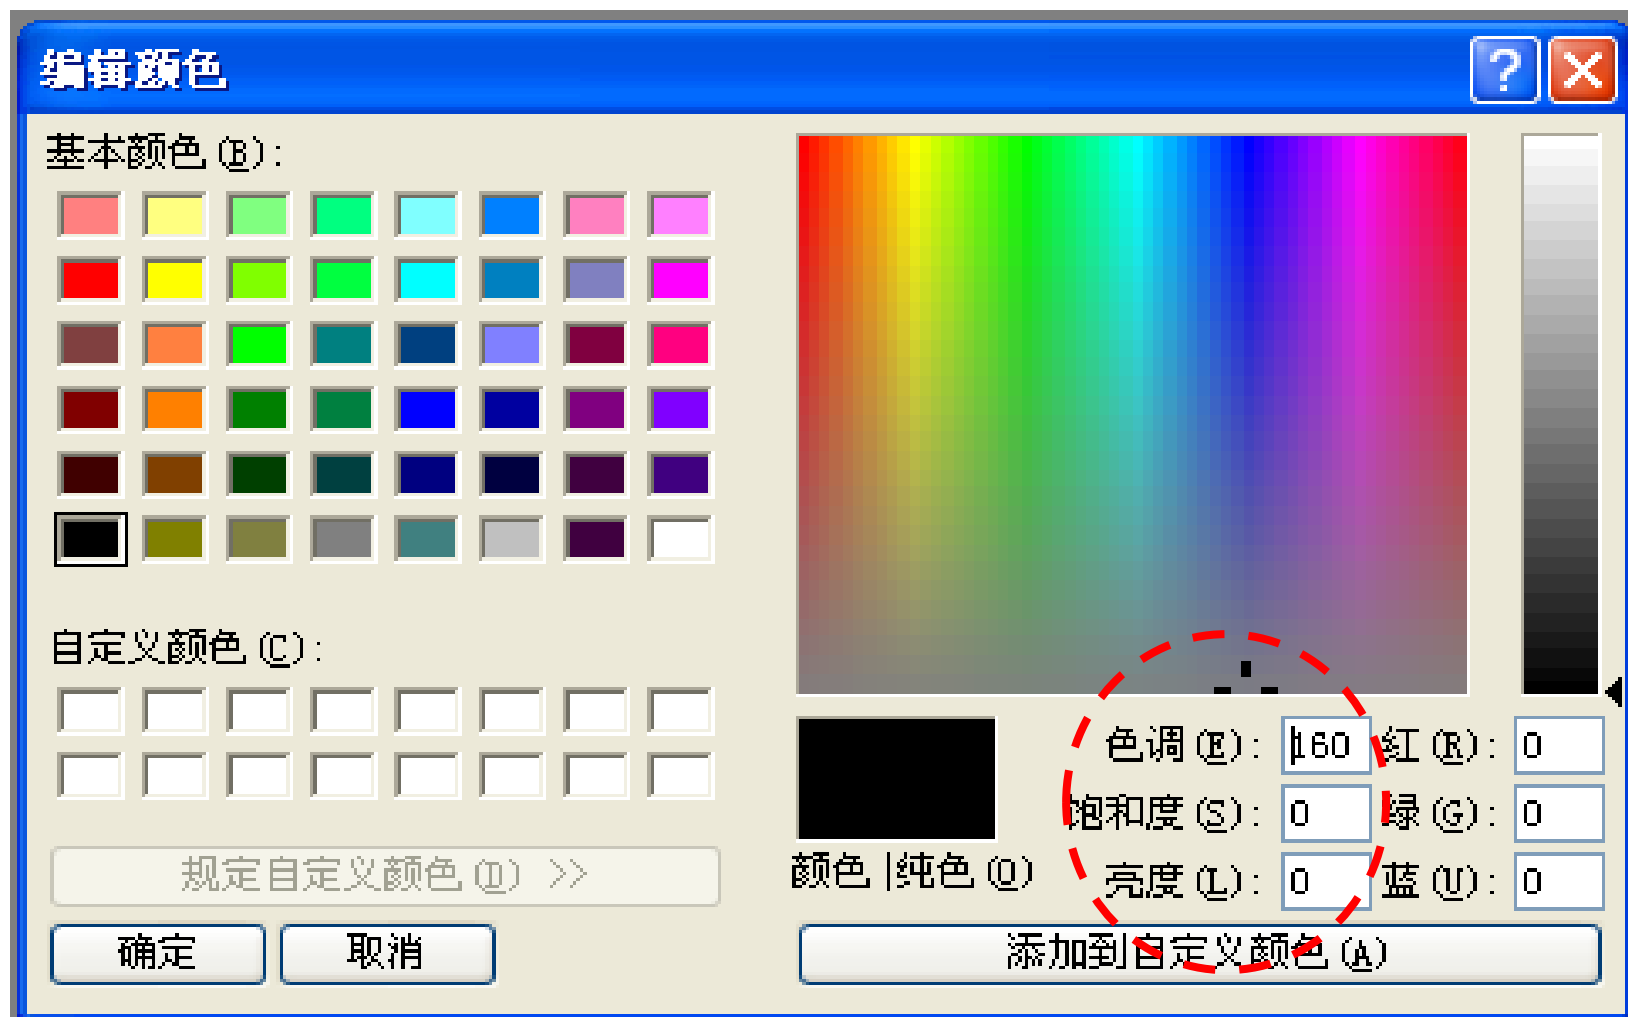 编辑颜色
基本颜色(B):
自定义颜色(C):
规定自定义颜色(D) >>
确定 取消
色调(E): 160 红(R): 0
饱和度(S): 0 绿(G): 0
颜色|纯色(O) 亮度(L): 0 蓝(U): 0
添加到自定义颜色(A)